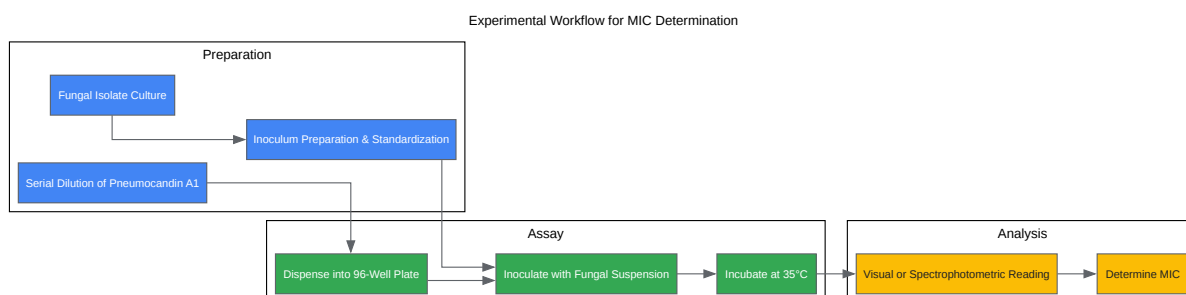 Experimental Workflow for MIC Determination
Preparation
Fungal Isolate Culture
Inoculum Preparation & Standardization
Serial Dilution of Pneumocandin A1
Assay
Dispense into 96-Well Plate
Inoculate with Fungal Suspension
Incubate at 35°C
Analysis
Visual or Spectrophotometric Reading
Determine MIC